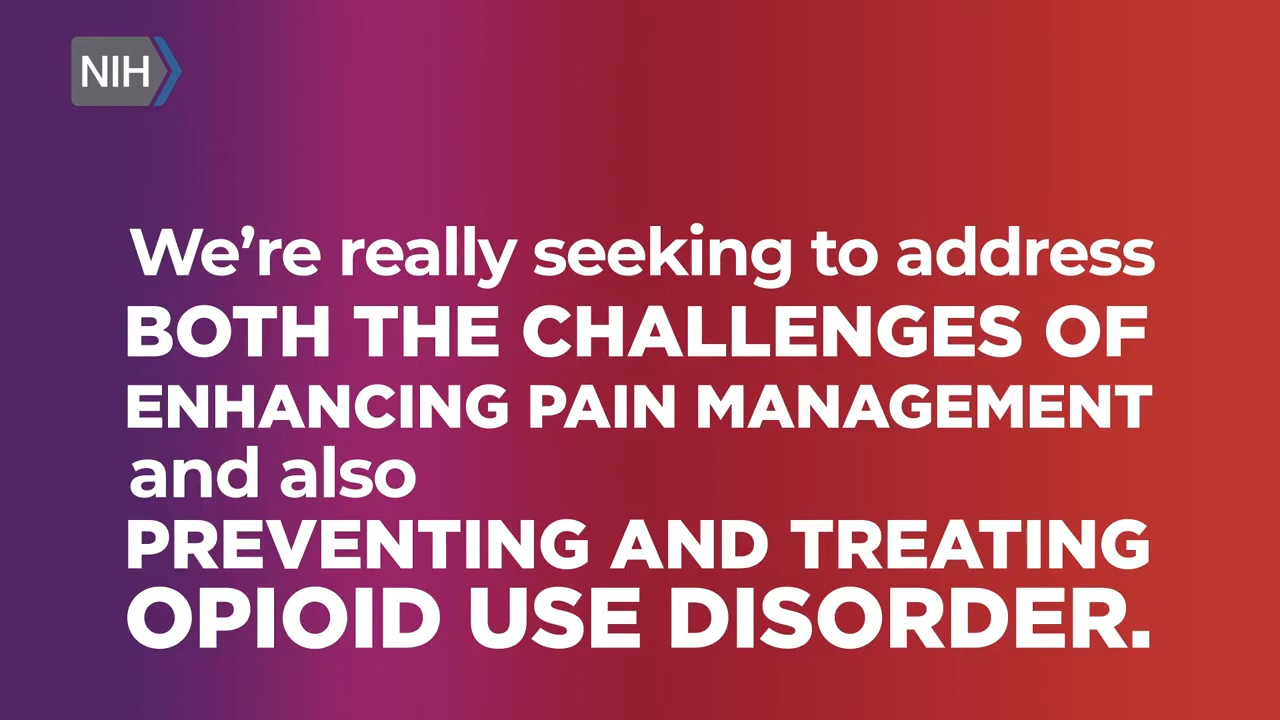 NIH
We’re really seeking to address
BOTH THE CHALLENGES OF
ENHANCING PAIN MANAGEMENT
and also
PREVENTING AND TREATING
OPIOID USE DISORDER.